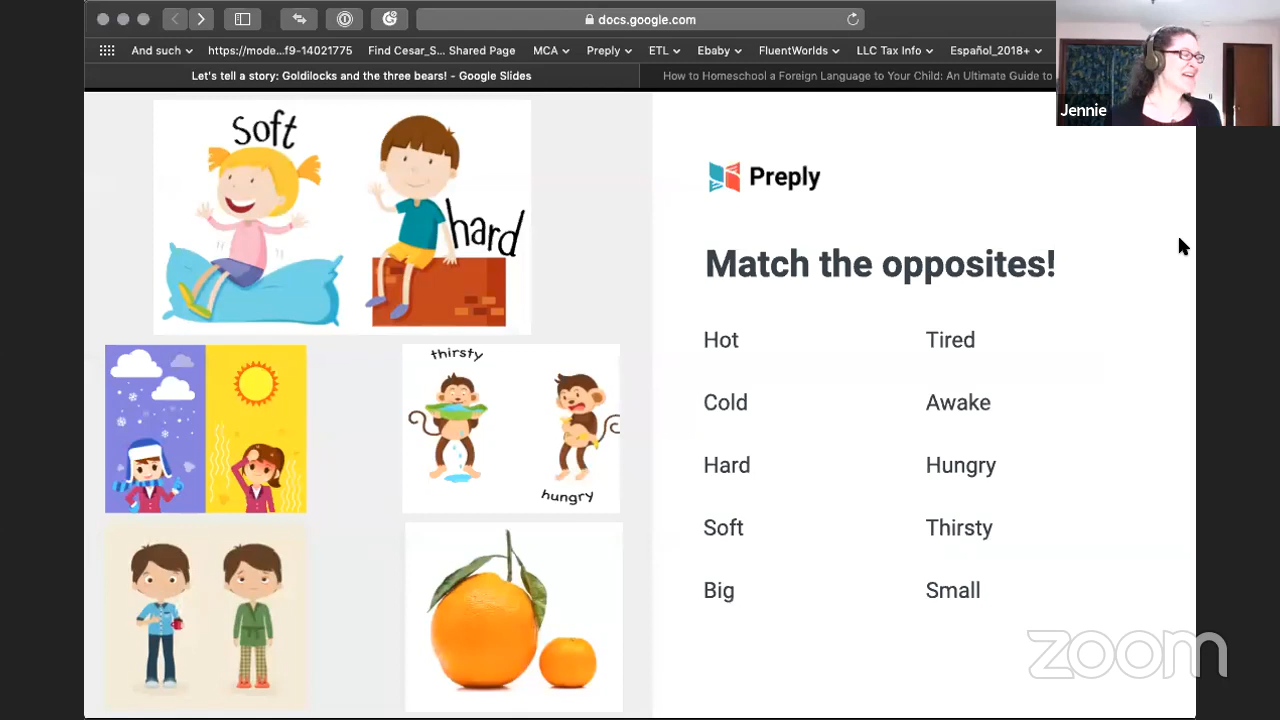 docs.google.com
And such
https://mode...f9-14021775
Find Cesar_S... Shared Page
MCA
Preply
ETL
Ebaby
FluentWorlds
LLC Tax Info
Español_2018+
Let's tell a story: Goldilocks and the three bears! - Google Slides
How to Homeschool a Foreign Language to Your Child: An Ultimate Guide to
Jennie
soft
hard
thirsty
hungry
Preply
Match the opposites!
Hot Tired
Cold Awake
Hard Hungry
Soft Thirsty
Big Small
zoom